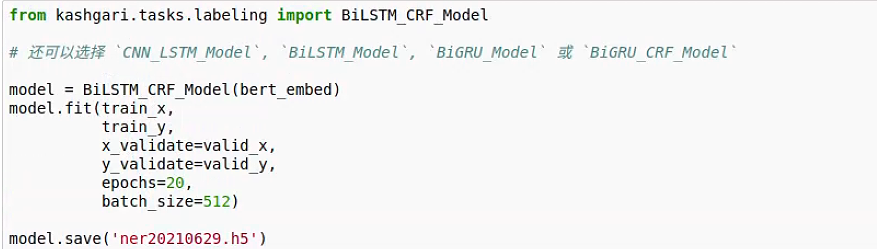 from kashgari.tasks.labeling import BiLSTM_CRF_Model
# 还可以选择 `CNN_LSTM_Model`, `BiLSTM_Model`, `BiGRU_Model` 或 `BiGRU_CRF_Model`
model = BiLSTM_CRF_Model(bert_embed)
model.fit(train_x,
          train_y,
          x_validate=valid_x,
          y_validate=valid_y,
          epochs=20,
          batch_size=512)
model.save('ner20210629.h5')